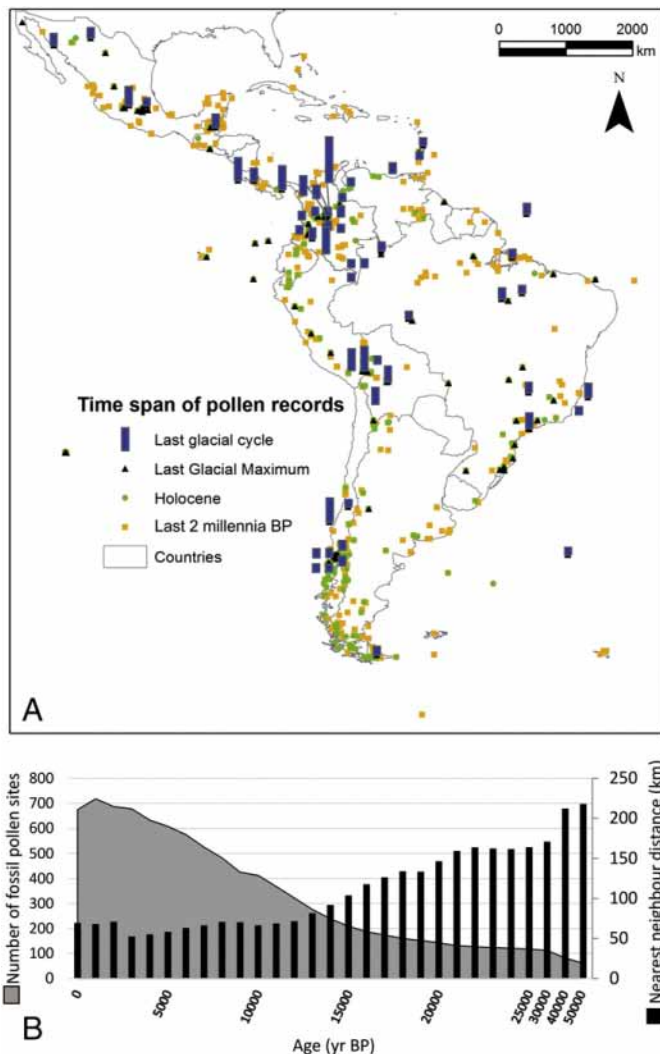 0 1000 2000
km
N
Time span of pollen records
Last glacial cycle
Last Glacial Maximum
Holocene
Last 2 millennia BP
Countries
A
800
700
600
500
400
300
200
100
0
Number of fossil pollen sites
250
200
150
100
50
0
Nearest neighbour distance (km)
0 5000 10000 15000 20000 25000 30000 40000 50000
Age (yr BP)
B